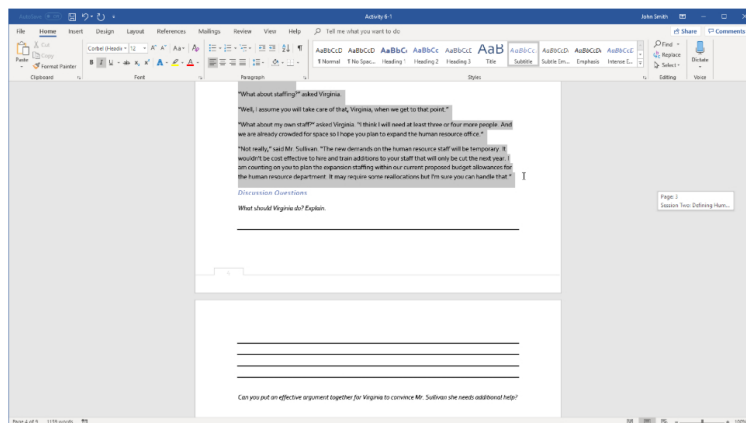 AutoSave
Activity 6-1
John Smith
File Home Insert Design Layout References Mailings Review View Help Tell me what you want to do
Share Comments
Paste
Cut
Copy
Format Painter
Clipboard
Corbel (Headi 12
Font
Paragraph
AaBbCcD AaBbCcD AaBbC AaBbCc AaBbCcE AaB AaBbCc AaBbCcD AaBbCcDi AaBbCcE
¶ Normal ¶ No Spac... Heading 1 Heading 2 Heading 3 Title Subtitle Subtle Em... Emphasis Intense E...
Styles
Find
Replace
Select
Editing
Dictate
Voice
"What about staffing?" asked Virginia.
"Well, I assume you will take care of that, Virginia, when we get to that point."
"What about my own staff?" asked Virginia. "I think I will need at least three or four more people. And
we are already crowded for space so I hope you plan to expand the human resource office."
"Not really," said Mr. Sullivan. "The new demands on the human resource staff will be temporary. It
wouldn't be cost effective to hire and train additions to your staff that will only be cut the next year. I
am counting on you to plan the expansion staffing within our current proposed budget allowances for
the human resource department. It may require some reallocations but I'm sure you can handle that."
Discussion Questions
What should Virginia do? Explain.
Page: 3
Session Two: Defining Hum...
Can you put an effective argument together for Virginia to convince Mr. Sullivan she needs additional help?
Page 4 of 9
100%